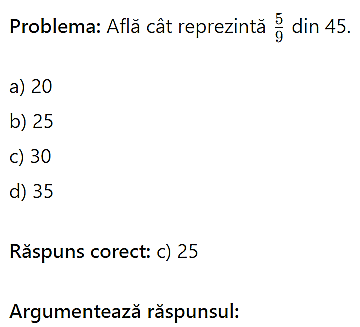 Problema: Află cât reprezintă 5/9 din 45.
a) 20
b) 25
c) 30
d) 35
Răspuns corect: c) 25
Argumentează răspunsul: